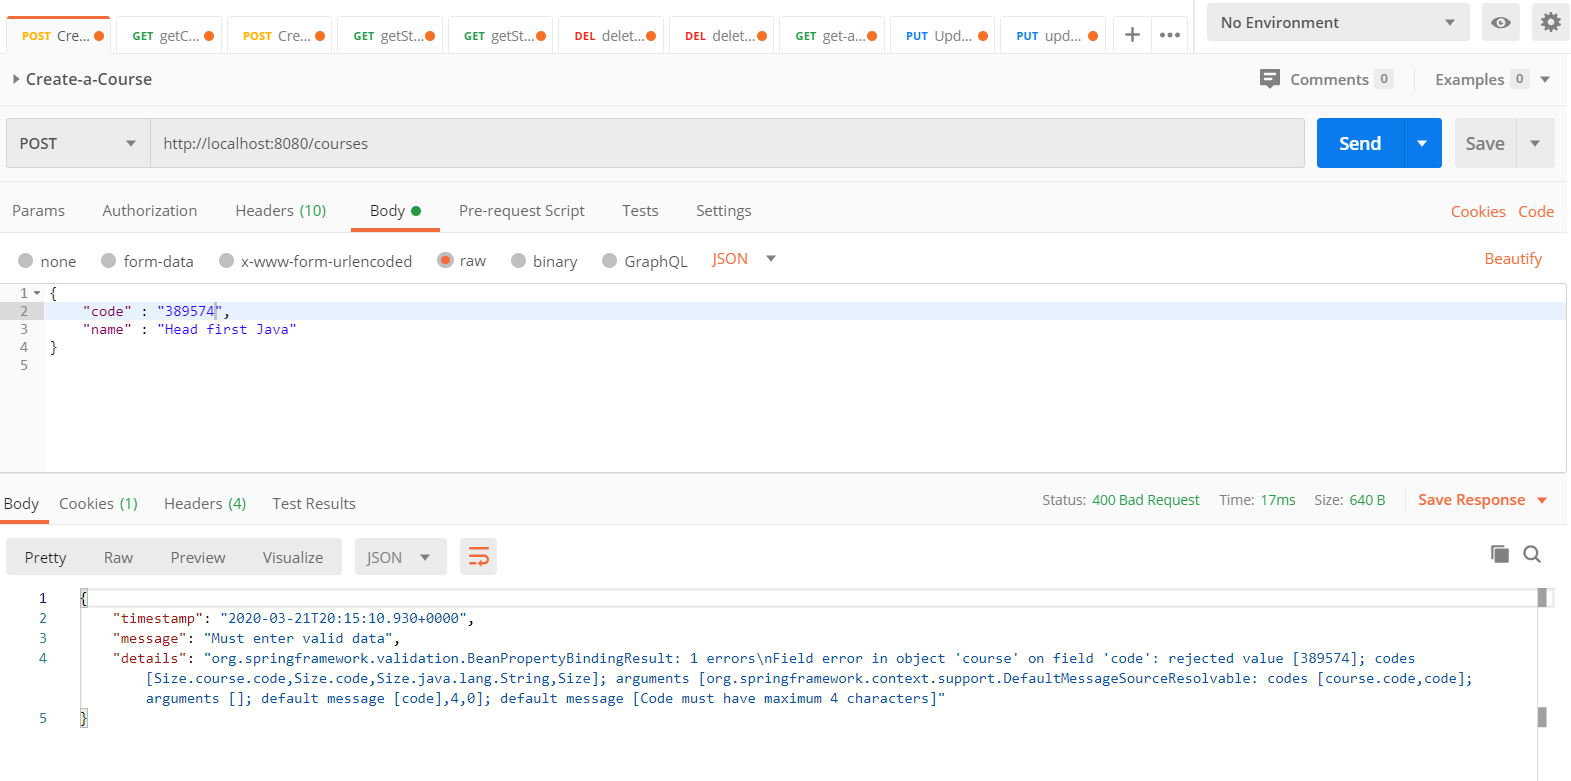 POST Cre... GET getC... POST Cre... GET getSt... GET getSt... DEL delet... DEL delet... GET get-a... PUT Upd... PUT upd... + ••• No Environment
Create-a-Course Comments 0 Examples 0
POST http://localhost:8080/courses Send Save
Params Authorization Headers (10) Body Pre-request Script Tests Settings Cookies Code
none form-data x-www-form-urlencoded raw binary GraphQL JSON Beautify
1 {
2 "code" : "389574",
3 "name" : "Head first Java"
4 }
5
Body Cookies (1) Headers (4) Test Results Status: 400 Bad Request Time: 17ms Size: 640 B Save Response
Pretty Raw Preview Visualize JSON
1 {
2 "timestamp": "2020-03-21T20:15:10.930+0000",
3 "message": "Must enter valid data",
4 "details": "org.springframework.validation.BeanPropertyBindingResult: 1 errors\nField error in object 'course' on field 'code': rejected value [389574]; codes
[Size.course.code,Size.code,Size.java.lang.String,Size]; arguments [org.springframework.context.support.DefaultMessageSourceResolvable: codes [course.code,code];
arguments []; default message [code],4,0]; default message [Code must have maximum 4 characters]"
5 }